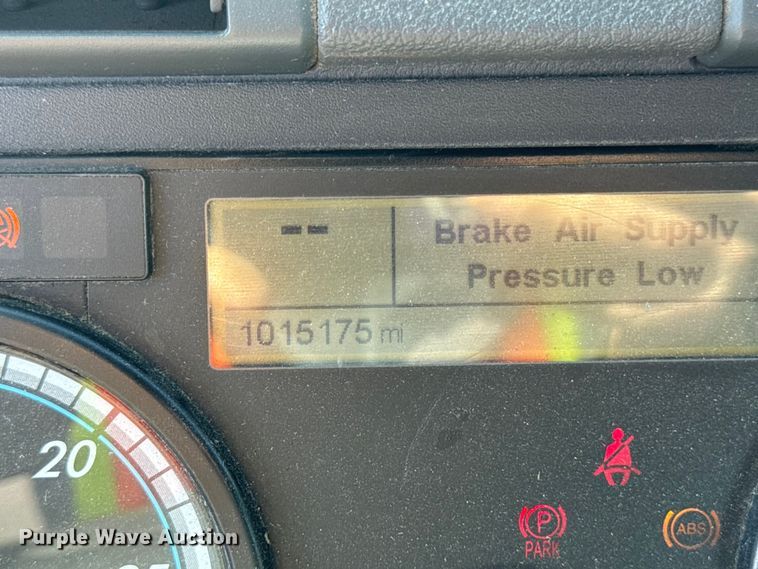 -- Brake Air Supply
Pressure Low
1015175 mi
20
P
PARK
ABS
Purple Wave Auction